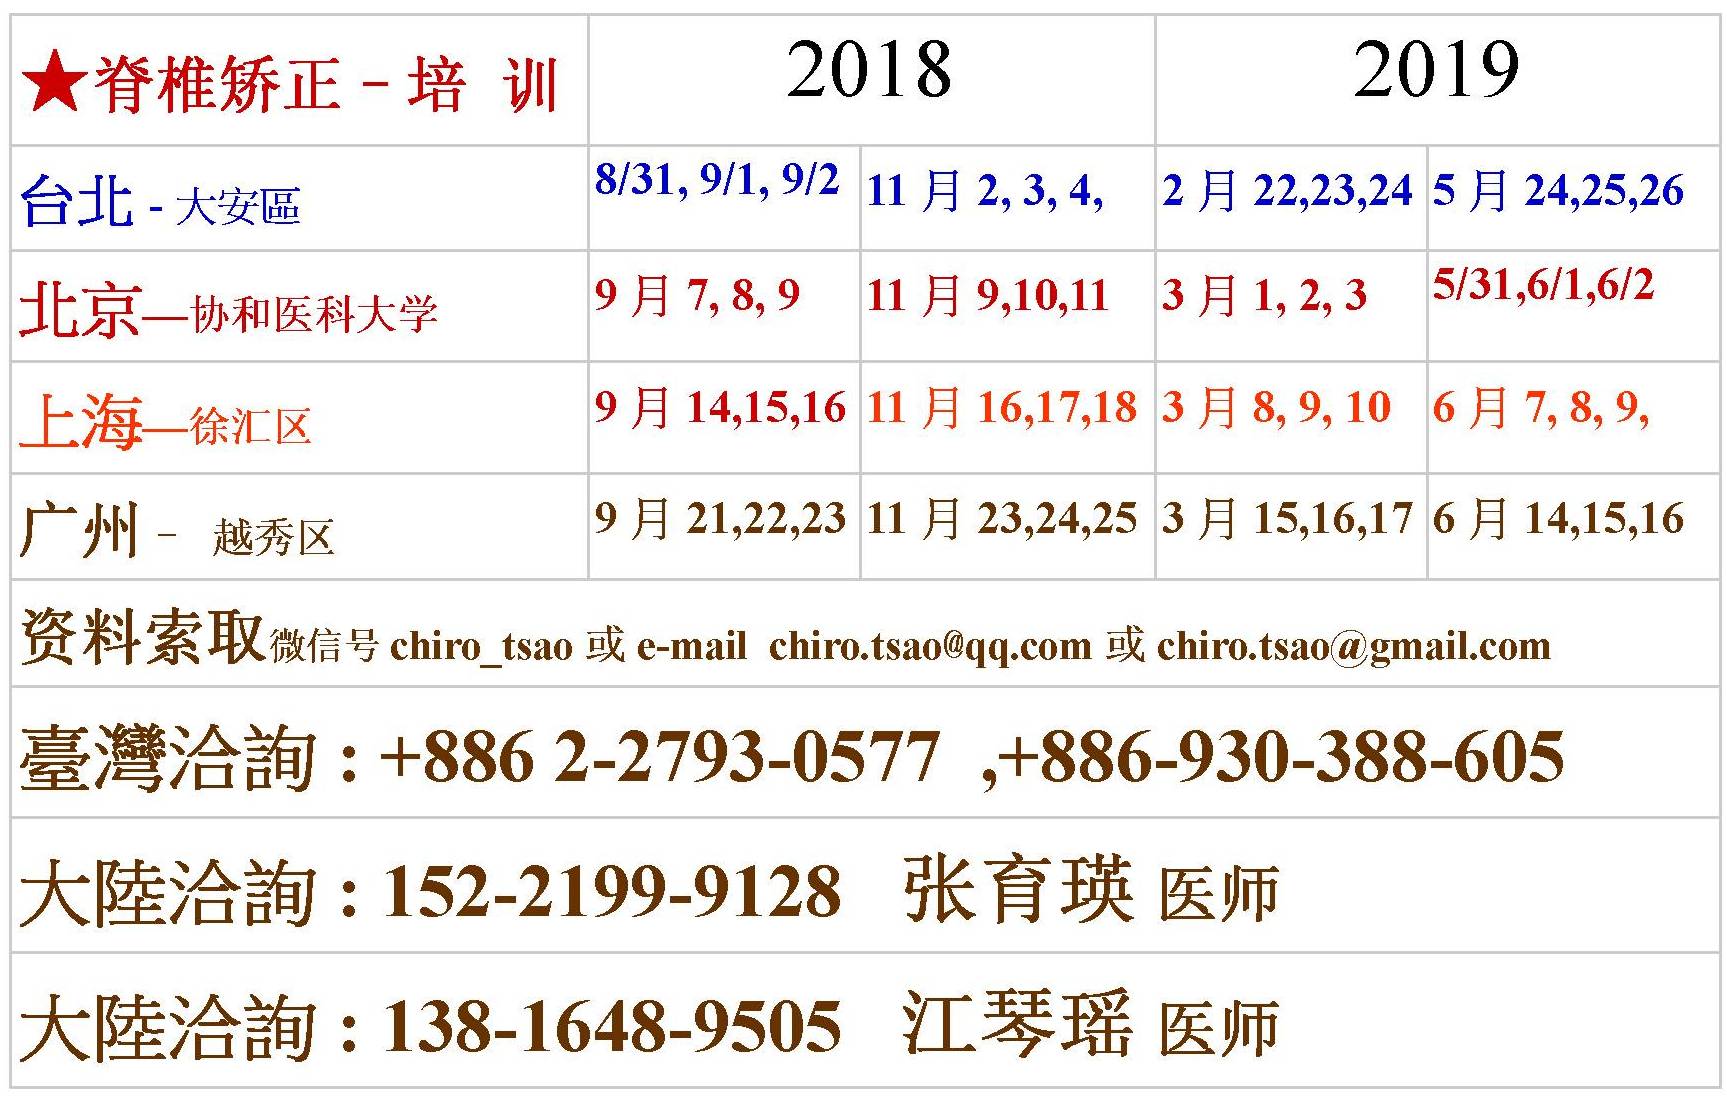 ★脊椎矫正－培 训 2018 2019
台北 - 大安區 8/31, 9/1, 9/2 11 月 2, 3, 4, 2 月 22,23,24 5 月 24,25,26
北京—协和医科大学 9 月 7, 8, 9 11 月 9,10,11 3 月 1, 2, 3 5/31,6/1,6/2
上海—徐汇区 9 月 14,15,16 11 月 16,17,18 3 月 8, 9, 10 6 月 7, 8, 9,
广州－ 越秀区 9 月 21,22,23 11 月 23,24,25 3 月 15,16,17 6 月 14,15,16
资料索取微信号 chiro_tsao 或 e-mail chiro.tsao@qq.com 或 chiro.tsao@gmail.com
臺灣洽詢 : +886 2-2793-0577 ,+886-930-388-605
大陸洽詢 : 152-2199-9128 张育瑛 医师
大陸洽詢 : 138-1648-9505 江琴瑶 医师